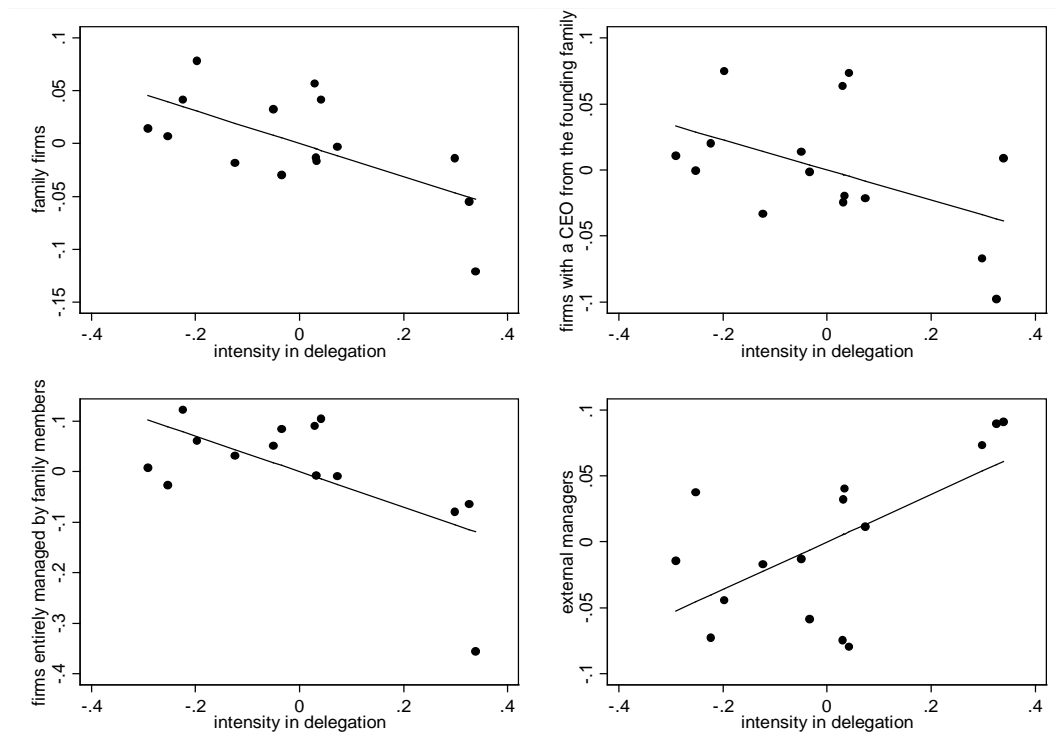 family firms
.1
.05
0
-.05
-.1
-.15
-.4 -.2 0 .2 .4
intensity in delegation
firms with a CEO from the founding family
.1
.05
0
-.05
-.1
-.4 -.2 0 .2 .4
intensity in delegation
firms entirely managed by family members
.1
0
-.1
-.2
-.3
-.4
-.4 -.2 0 .2 .4
intensity in delegation
external managers
.1
.05
0
-.05
-.1
-.4 -.2 0 .2 .4
intensity in delegation